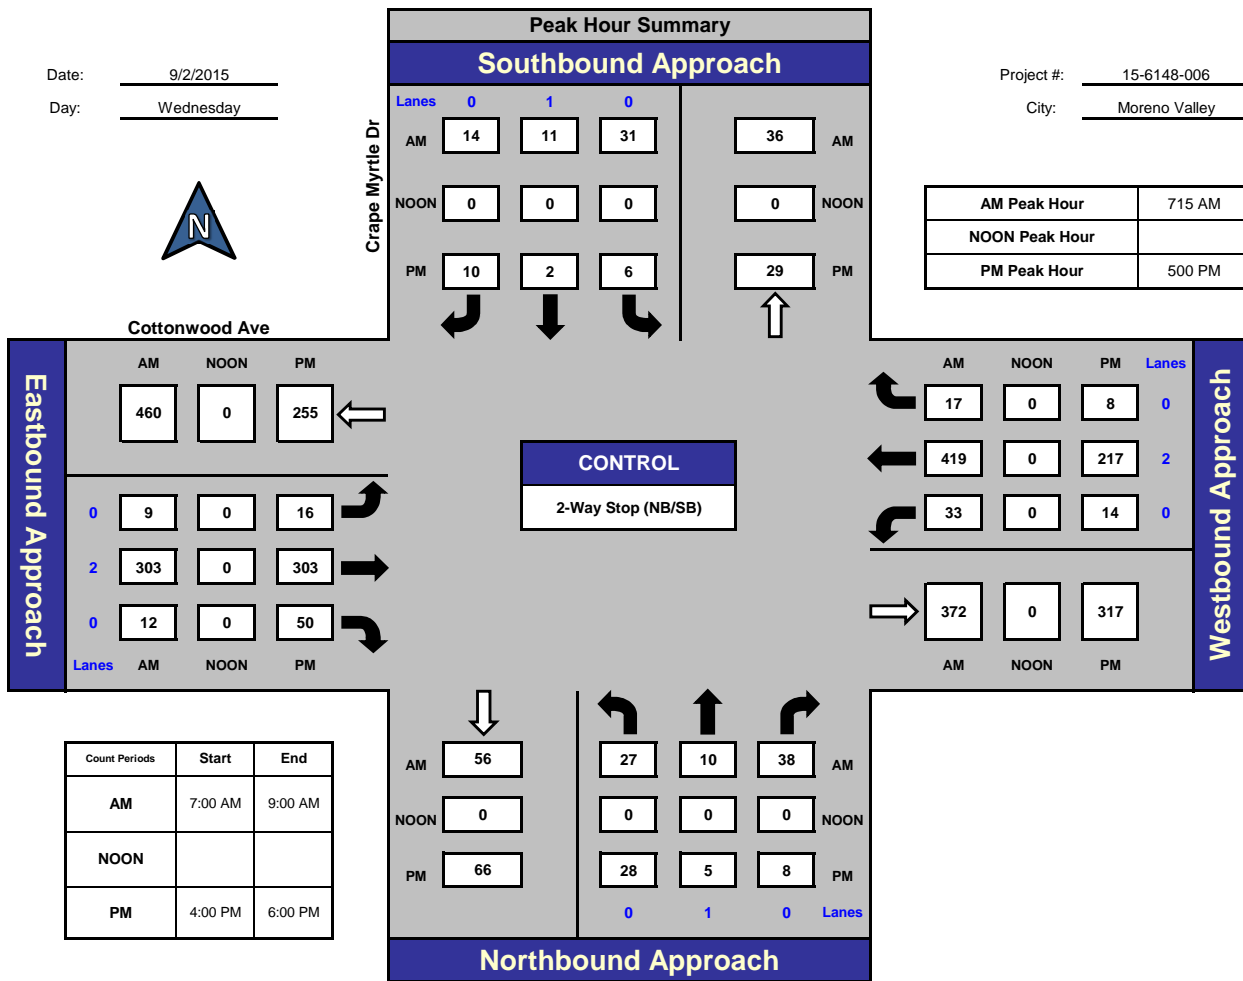 Peak Hour Summary
Southbound Approach
Date: 9/2/2015
Day: Wednesday
Project #: 15-6148-006
City: Moreno Valley
N
Crape Myrtle Dr
Lanes 0 1 0
AM 14 11 31 36 AM
NOON 0 0 0 0 NOON
PM 10 2 6 29 PM
AM Peak Hour 715 AM
NOON Peak Hour
PM Peak Hour 500 PM
Cottonwood Ave
Eastbound Approach
AM NOON PM
460 0 255
0 9 0 16
2 303 0 303
0 12 0 50
Lanes AM NOON PM
CONTROL
2-Way Stop (NB/SB)
AM NOON PM Lanes
17 0 8 0
419 0 217 2
33 0 14 0
372 0 317
AM NOON PM
Westbound Approach
Count Periods Start End
AM 7:00 AM 9:00 AM
NOON
PM 4:00 PM 6:00 PM
AM 56 27 10 38 AM
NOON 0 0 0 0 NOON
PM 66 28 5 8 PM
0 1 0 Lanes
Northbound Approach